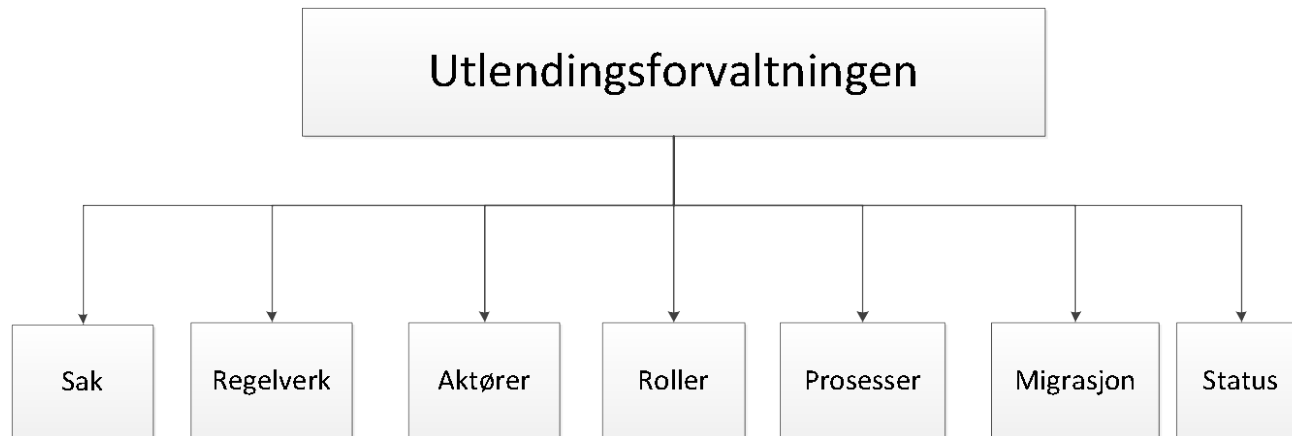 Utlendingsforvaltningen
Sak
Regelverk
Aktører
Roller
Prosesser
Migrasjon
Status